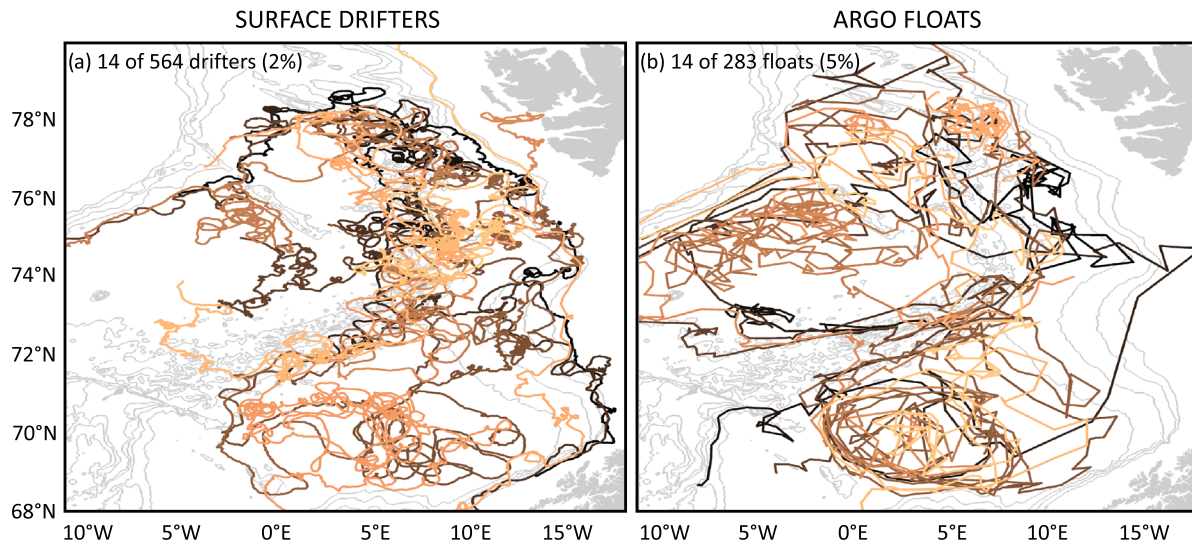 SURFACE DRIFTERS
ARGO FLOATS
(a) 14 of 564 drifters (2%)
(b) 14 of 283 floats (5%)
78°N
76°N
74°N
72°N
70°N
68°N
10°W 5°W 0°E 5°E 10°E 15°W
10°W 5°W 0°E 5°E 10°E 15°W